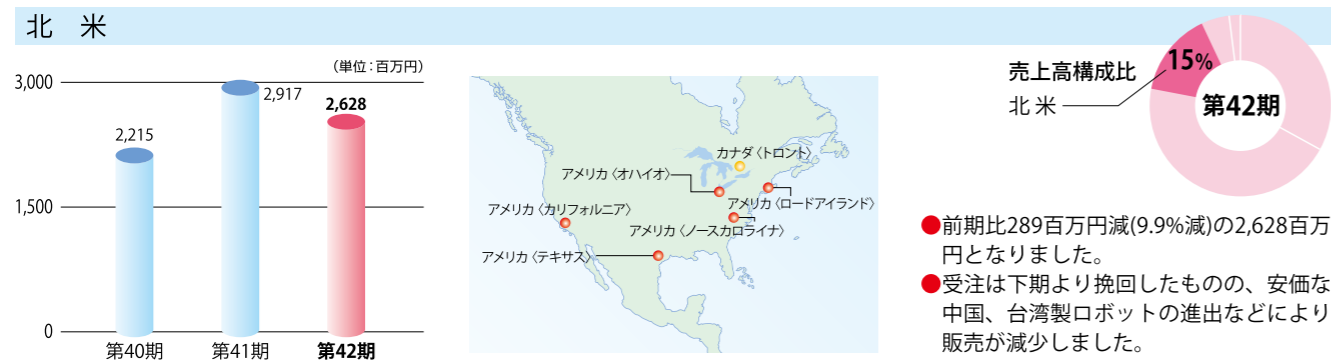 北 米
（単位：百万円）
3,000
1,500
0
2,215
2,917
2,628
第40期
第41期
第42期
カナダ〈トロント〉
アメリカ〈オハイオ〉
アメリカ〈ロードアイランド〉
アメリカ〈カリフォルニア〉
アメリカ〈ノースカロライナ〉
アメリカ〈テキサス〉
売上高構成比
北 米
15%
第42期
●前期比289百万円減(9.9%減)の2,628百万
円となりました。
●受注は下期より挽回したものの、安価な
中国、台湾製ロボットの進出などにより
販売が減少しました。